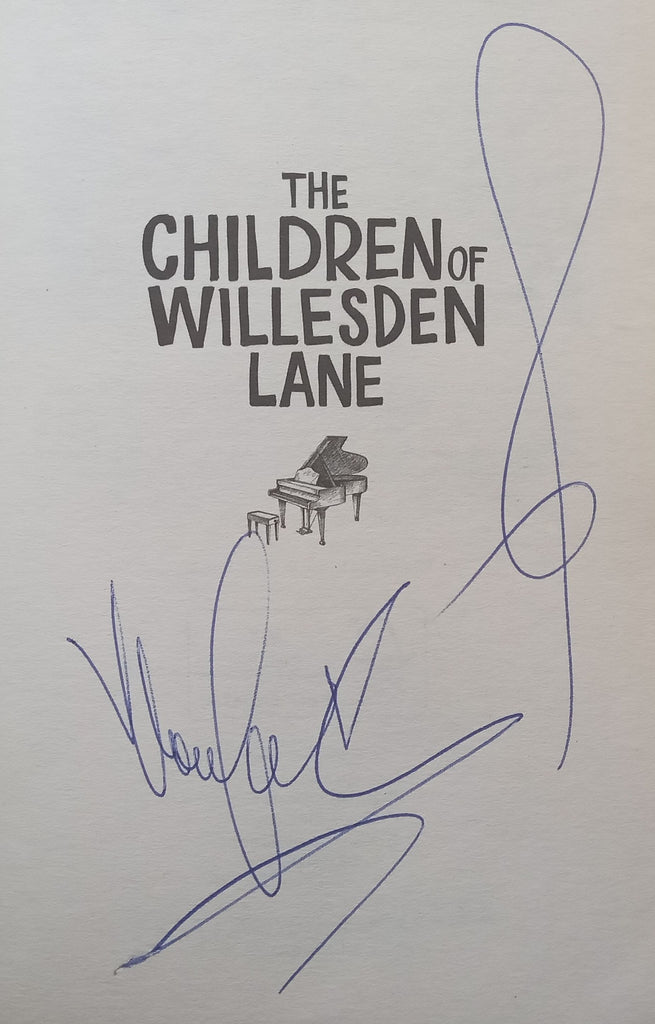 THE
CHILDREN OF
WILLESDEN
LANE